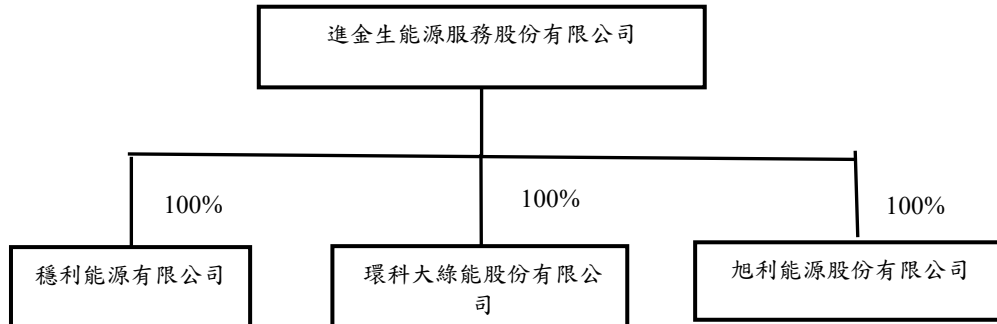 進金生能源服務股份有限公司
100%
100%
100%
穩利能源有限公司
環科大綠能股份有限公
司
旭利能源股份有限公司